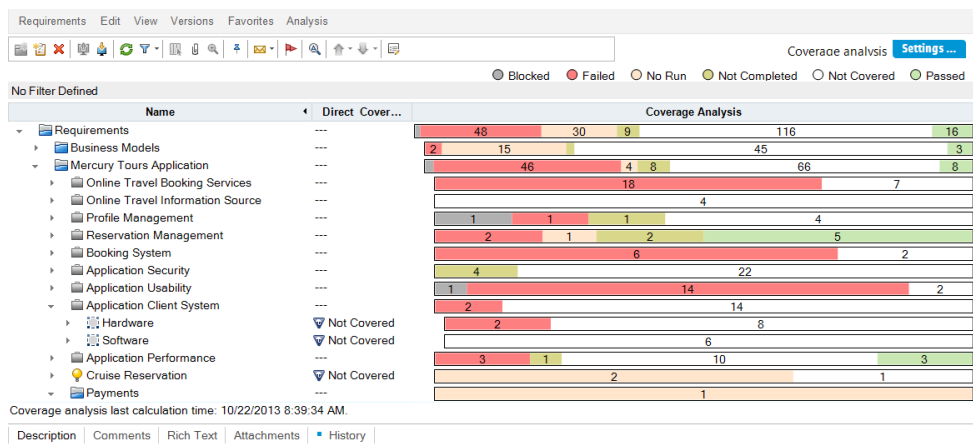 Requirements Edit View Versions Favorites Analysis
Coverage analysis Settings ...
Blocked Failed No Run Not Completed Not Covered Passed
No Filter Defined
Name Direct Cover... Coverage Analysis
Requirements --- 48 30 9 116 16
Business Models --- 2 15 45 3
Mercury Tours Application --- 46 4 8 66 8
Online Travel Booking Services --- 18 7
Online Travel Information Source --- 4
Profile Management --- 1 1 1 4
Reservation Management --- 2 1 2 5
Booking System --- 6 2
Application Security --- 4 22
Application Usability --- 1 14 2
Application Client System --- 2 14
Hardware Not Covered 2 8
Software Not Covered 6
Application Performance --- 3 1 10 3
Cruise Reservation Not Covered 2 1
Payments --- 1
Coverage analysis last calculation time: 10/22/2013 8:39:34 AM.
Description Comments Rich Text Attachments History